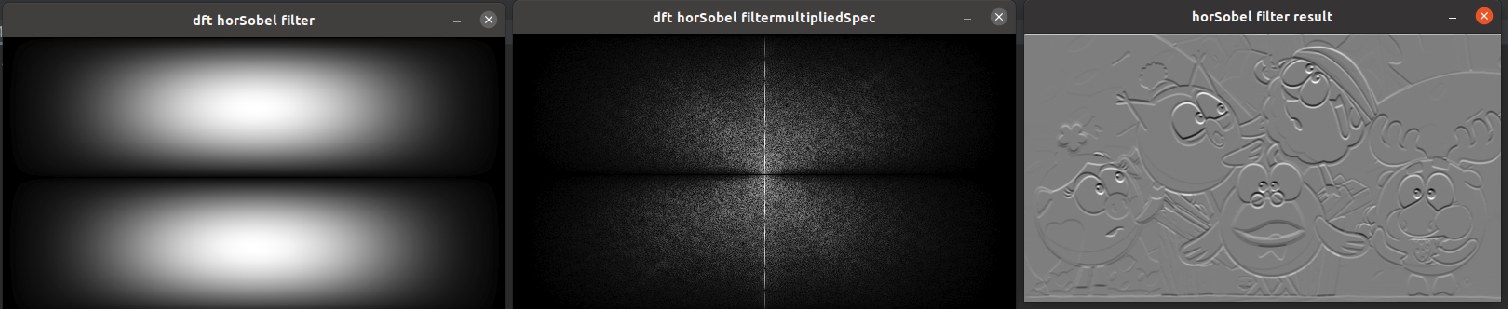 dft horSobel filter
dft horSobel filtermultipliedSpec
horSobel filter result